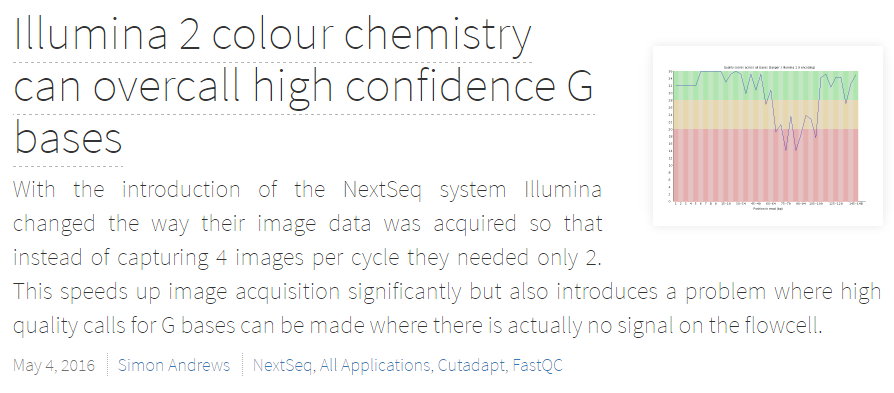 Illumina 2 colour chemistry
can overcall high confidence G
bases
With the introduction of the NextSeq system Illumina
changed the way their image data was acquired so that
instead of capturing 4 images per cycle they needed only 2.
This speeds up image acquisition significantly but also introduces a problem where high
quality calls for G bases can be made where there is actually no signal on the flowcell.
May 4, 2016 Simon Andrews NextSeq, All Applications, Cutadapt, FastQC